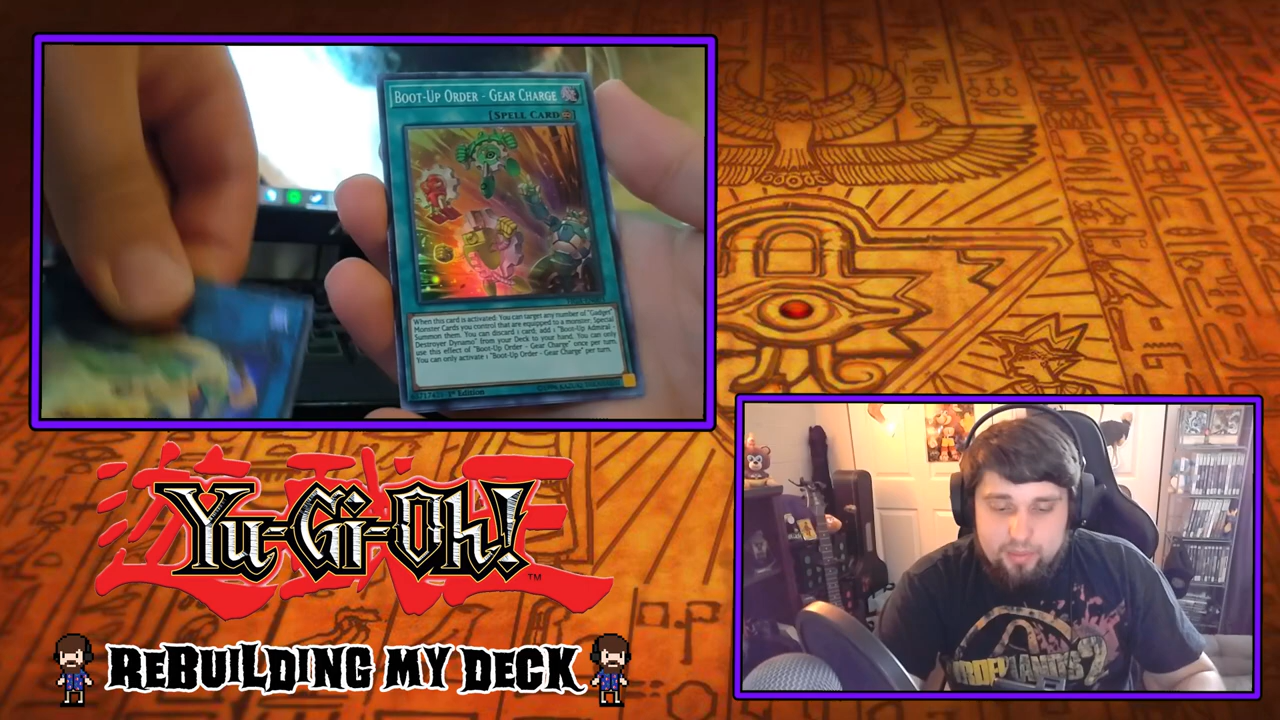 Boot-Up Order - Gear Charge
[Spell Card
When this card is activated: You can target any number of "Gadget"
Monster Cards you control that are equipped to a monster; Special
Summon them. You can discard 1 card; add 1 "Boot-Up Admiral -
Destroyer Dynamo" from your Deck to your hand. You can only
use this effect of "Boot-Up Order - Gear Charge" once per turn.
You can only activate 1 "Boot-Up Order - Gear Charge" per turn.
1st Edition
遊戯王
Yu-Gi-Oh!
TM
REBUILDING MY DECK
BORDERLANDS 2